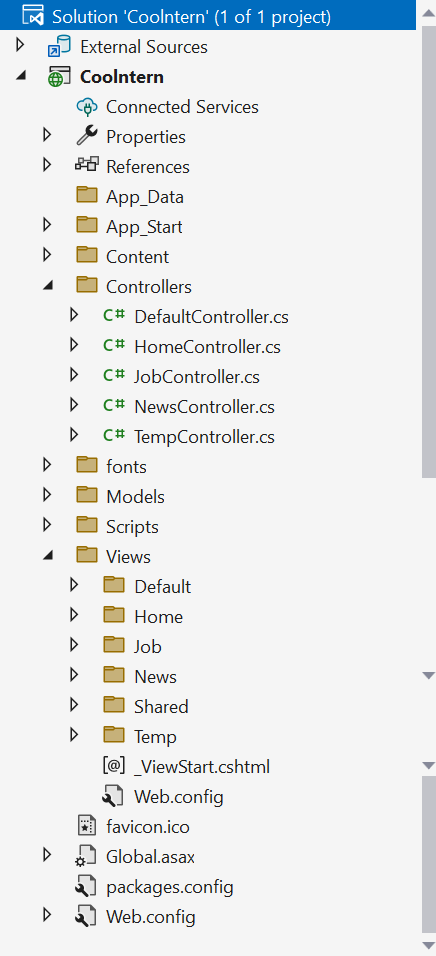 Solution 'CoolIntern' (1 of 1 project)
External Sources
CoolIntern
Connected Services
Properties
References
App_Data
App_Start
Content
Controllers
C# DefaultController.cs
C# HomeController.cs
C# JobController.cs
C# NewsController.cs
C# TempController.cs
fonts
Models
Scripts
Views
Default
Home
Job
News
Shared
Temp
[@] _ViewStart.cshtml
Web.config
favicon.ico
Global.asax
packages.config
Web.config